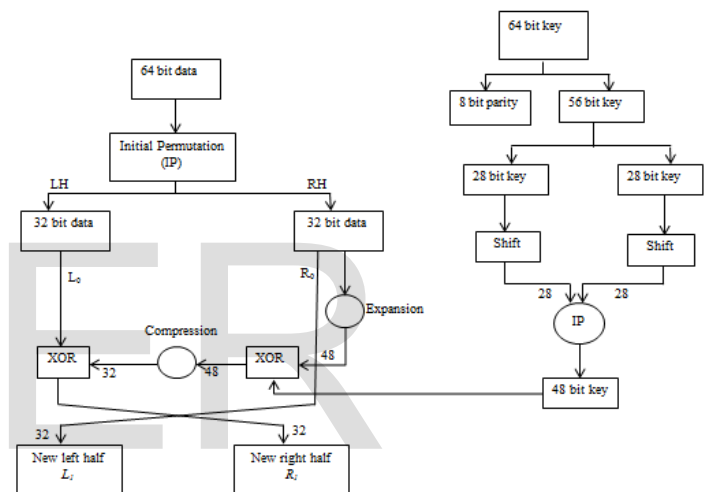 64 bit key
64 bit data
8 bit parity
56 bit key
Initial Permutation
(IP)
LH
RH
28 bit key
28 bit key
32 bit data
32 bit data
Shift
Shift
L₀
R₀
28
28
Expansion
IP
Compression
XOR
32
48
XOR
48
48 bit key
32
32
New left half
L₁
New right half
R₁
ER